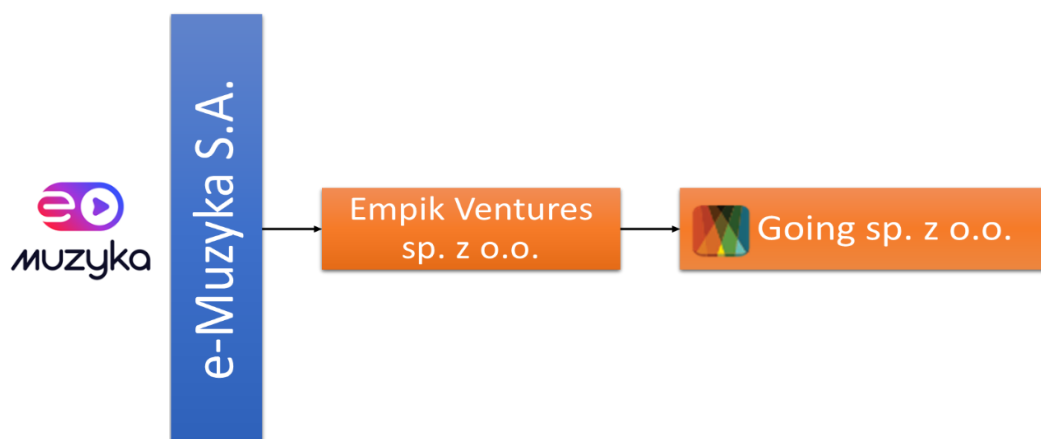 e
muzyka
e-Muzyka S.A.
Empik Ventures
sp. z o.o.
Going sp. z o.o.